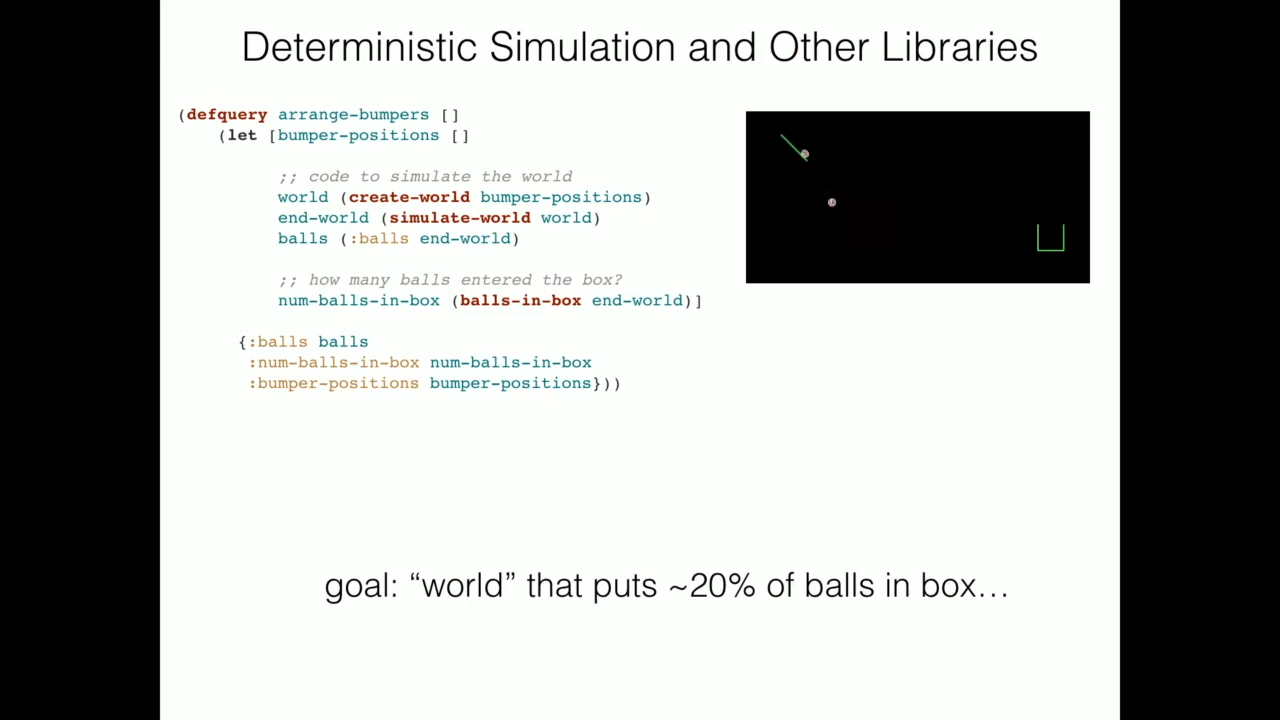 Deterministic Simulation and Other Libraries
(defquery arrange-bumpers []
(let [bumper-positions []
;; code to simulate the world
world (create-world bumper-positions)
end-world (simulate-world world)
balls (:balls end-world)
;; how many balls entered the box?
num-balls-in-box (balls-in-box end-world)]
{:balls balls
:num-balls-in-box num-balls-in-box
:bumper-positions bumper-positions}))
goal: “world” that puts ~20% of balls in box…